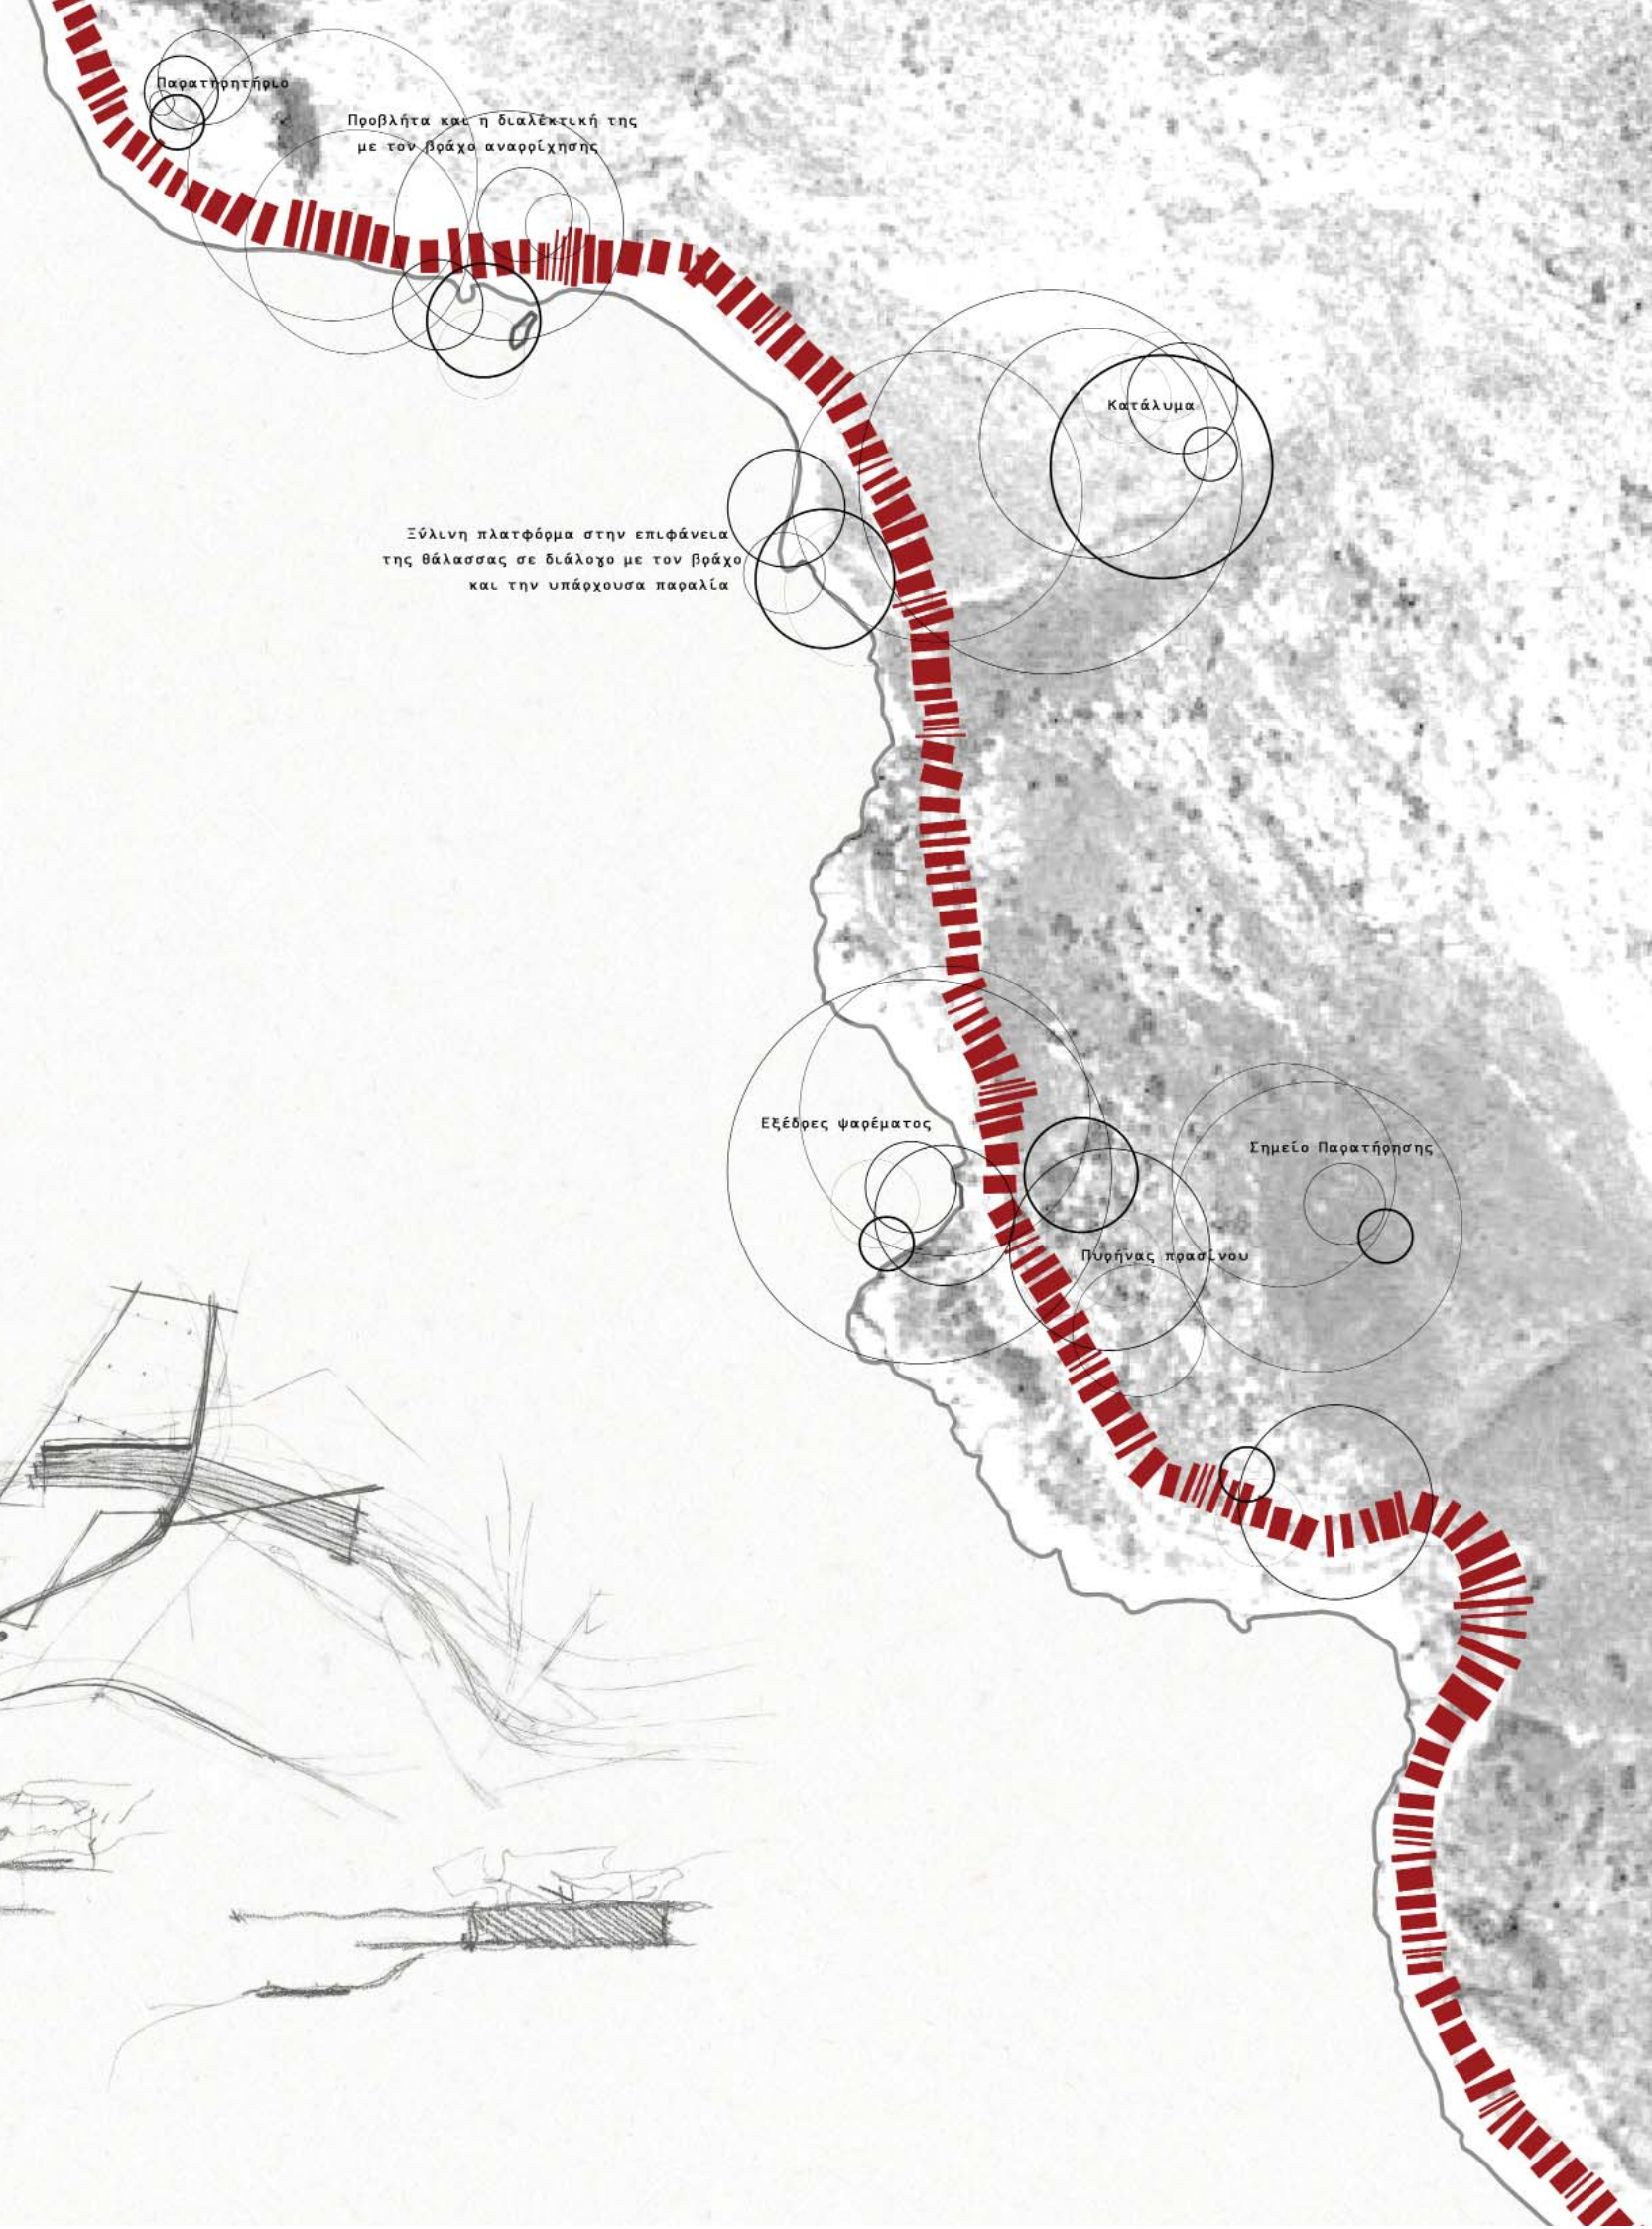 Παρατηρητήριο
Προβλήτα και η διαλεκτική της
με τον βράχο αναρρίχησης
Κατάλυμα
Ξύλινη πλατφόρμα στην επιφάνεια
της θάλασσας σε διάλογο με τον βράχο
και την υπάρχουσα παραλία
Εξέδρες ψαρέματος
Σημείο Παρατήρησης
Πυρήνας πρασίνου